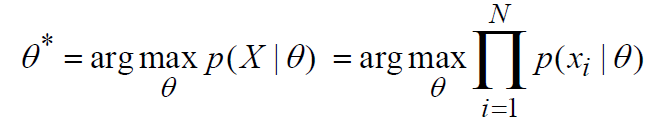 θ* = arg max_θ p(X | θ) = arg max_θ ∏_{i=1}^{N} p(x_i | θ)